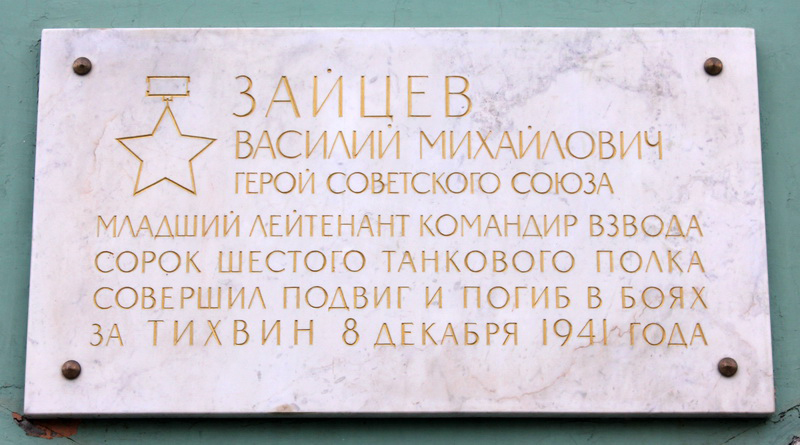 ЗАЙЦЕВ
ВАСИЛИЙ МИХАЙЛОВИЧ
ГЕРОЙ СОВЕТСКОГО СОЮЗА
МЛАДШИЙ ЛЕЙТЕНАНТ КОМАНДИР ВЗВОДА
СОРОК ШЕСТОГО ТАНКОВОГО ПОЛКА
СОВЕРШИЛ ПОДВИГ И ПОГИБ В БОЯХ
ЗА ТИХВИН 8 ДЕКАБРЯ 1941 ГОДА